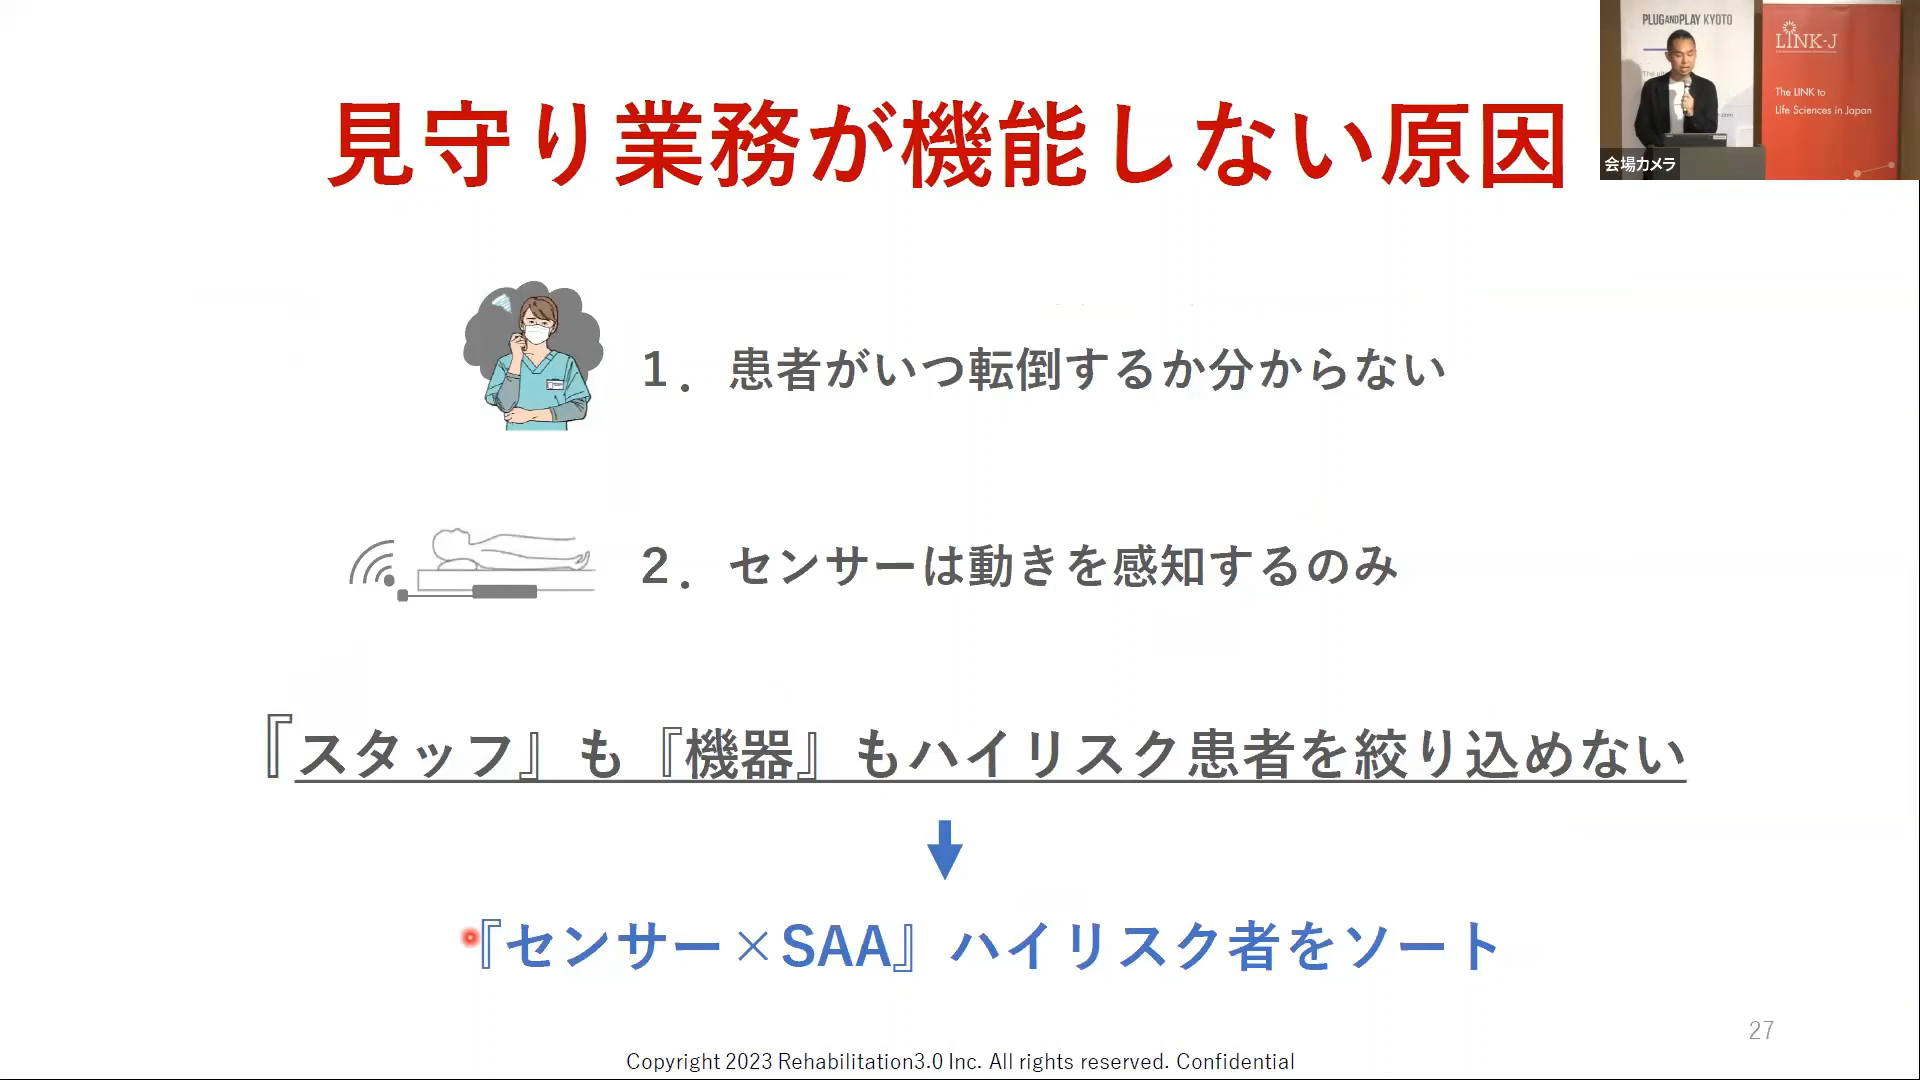 見守り業務が機能しない原因
PLUGANDPLAY KYOTO
LINK-J
The LINK to
Life Sciences in Japan
会場カメラ
1．患者がいつ転倒するか分からない
2．センサーは動きを感知するのみ
『スタッフ』も『機器』もハイリスク患者を絞り込めない
『センサー×SAA』ハイリスク者をソート
27
Copyright 2023 Rehabilitation3.0 Inc. All rights reserved. Confidential